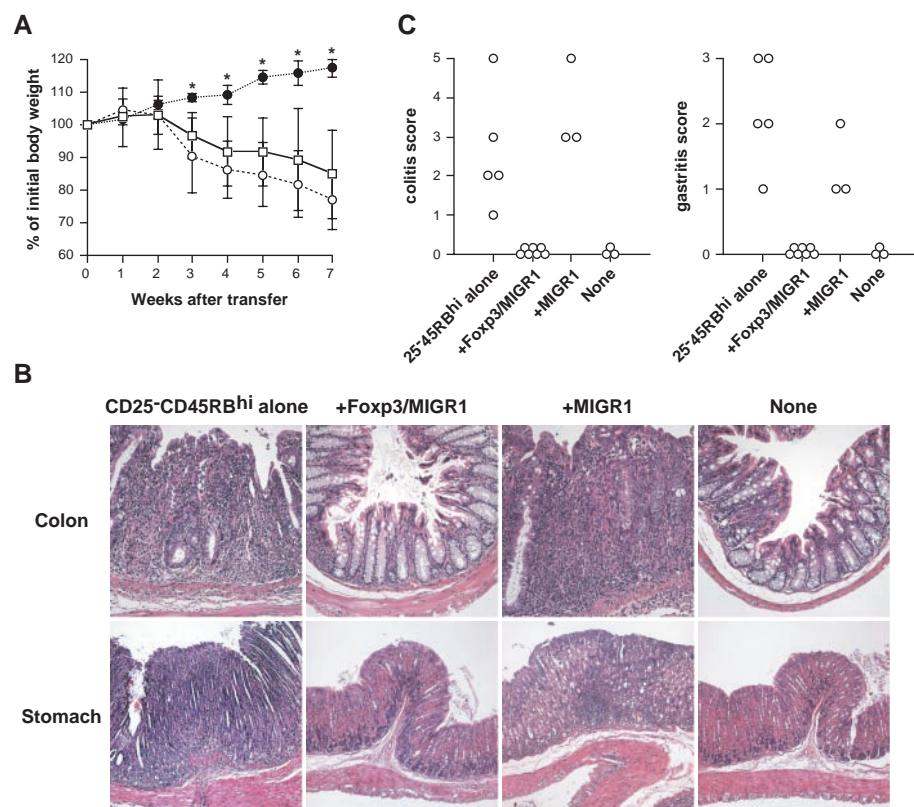 A
% of initial body weight
120
110
100
90
80
70
60
* * * * *
0 1 2 3 4 5 6 7
Weeks after transfer
C
colitis score
5
4
3
2
1
0
25-45RBhi alone
+Foxp3/MIGR1
+MIGR1
None
gastritis score
3
2
1
0
25-45RBhi alone
+Foxp3/MIGR1
+MIGR1
None
B
CD25-CD45RBhi alone +Foxp3/MIGR1 +MIGR1 None
Colon
Stomach